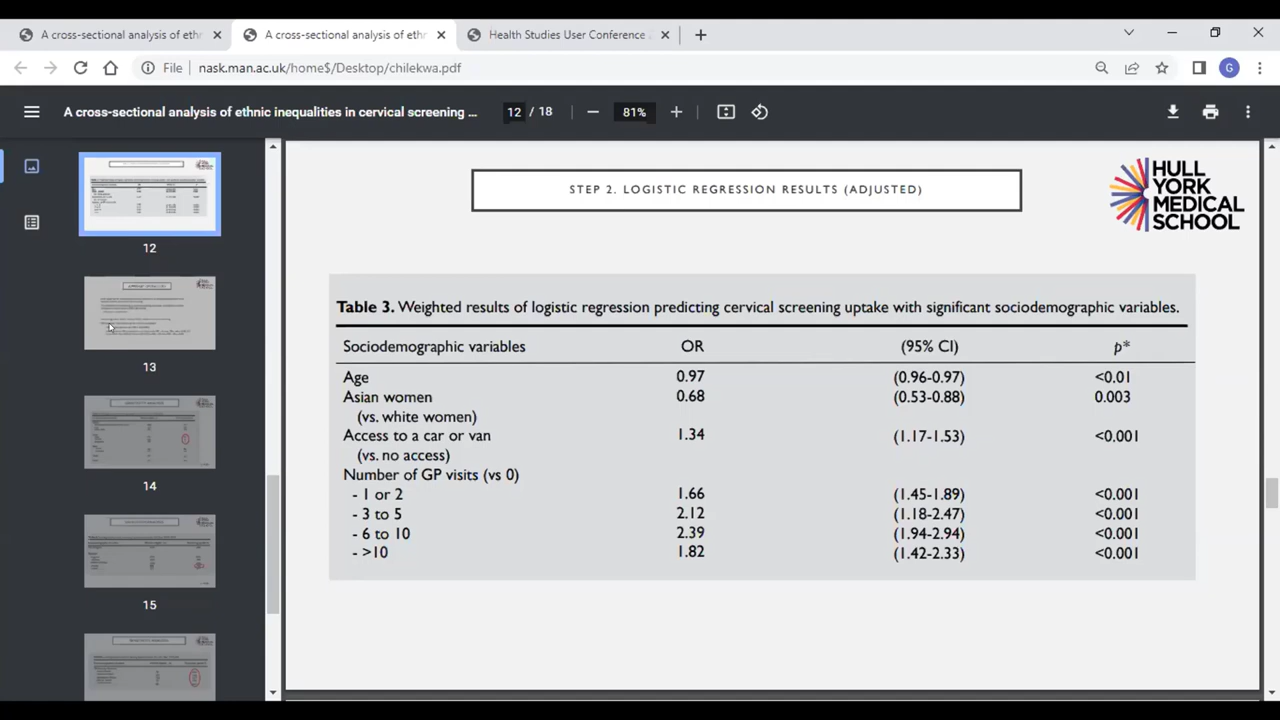 A cross-sectional analysis of ethn
A cross-sectional analysis of ethn
Health Studies User Conference
File
nask.man.ac.uk/home$/Desktop/chilekwa.pdf
G
A cross-sectional analysis of ethnic inequalities in cervical screening ...
12 / 18
81%
12
13
14
15
STEP 2. LOGISTIC REGRESSION RESULTS (ADJUSTED)
HULL
YORK
MEDICAL
SCHOOL
Table 3. Weighted results of logistic regression predicting cervical screening uptake with significant sociodemographic variables.
Sociodemographic variables OR (95% CI) p*
Age 0.97 (0.96-0.97) <0.01
Asian women 0.68 (0.53-0.88) 0.003
(vs. white women)
Access to a car or van 1.34 (1.17-1.53) <0.001
(vs. no access)
Number of GP visits (vs 0)
- 1 or 2 1.66 (1.45-1.89) <0.001
- 3 to 5 2.12 (1.18-2.47) <0.001
- 6 to 10 2.39 (1.94-2.94) <0.001
- >10 1.82 (1.42-2.33) <0.001